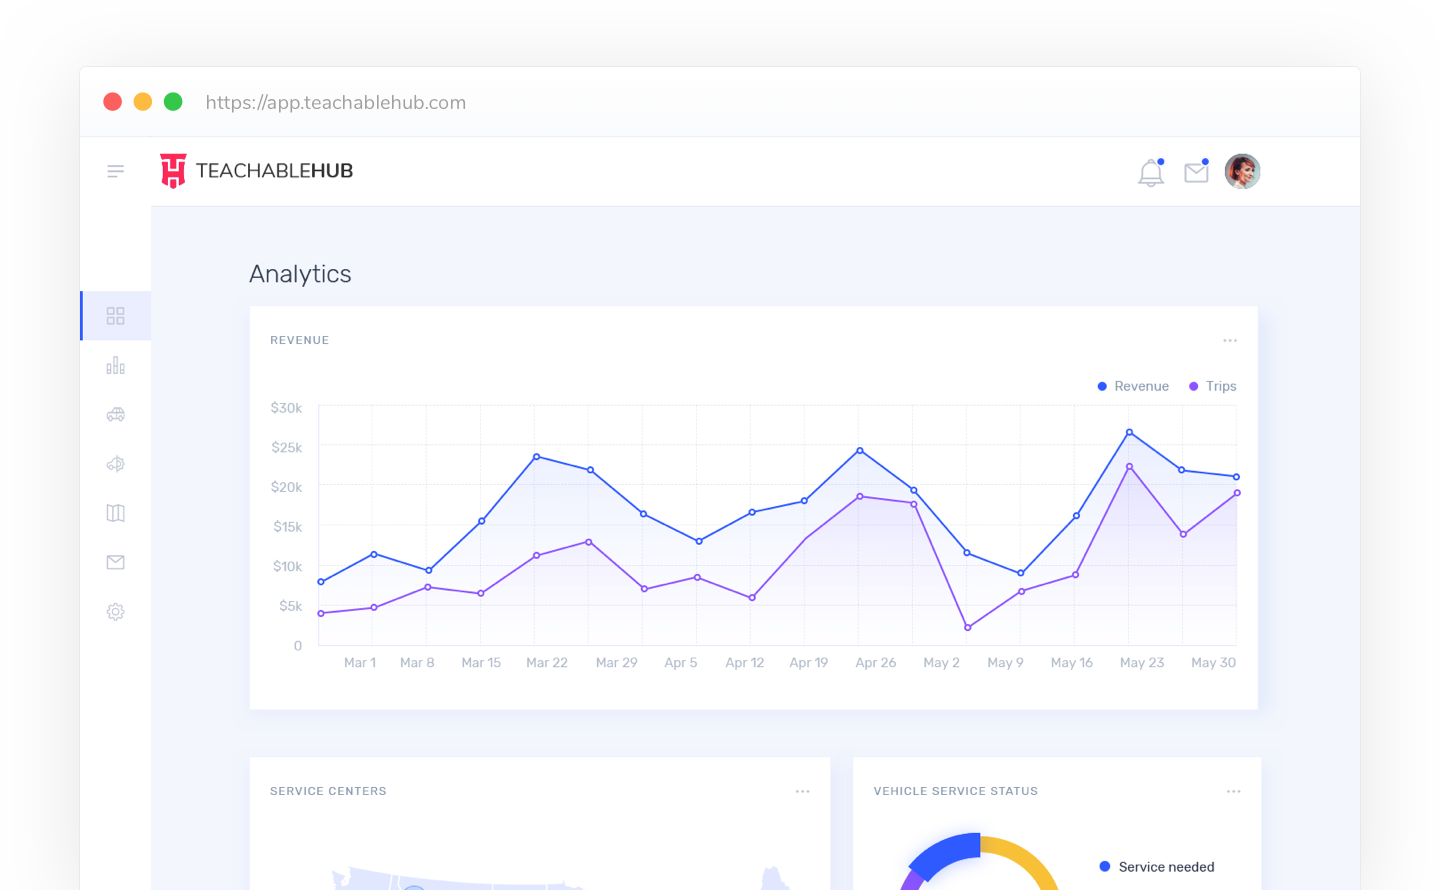 https://app.teachablehub.com
TEACHABLEHUB
Analytics
REVENUE
Revenue Trips
$30k
$25k
$20k
$15k
$10k
$5k
0
Mar 1 Mar 8 Mar 15 Mar 22 Mar 29 Apr 5 Apr 12 Apr 19 Apr 26 May 2 May 9 May 16 May 23 May 30
SERVICE CENTERS
VEHICLE SERVICE STATUS
Service needed